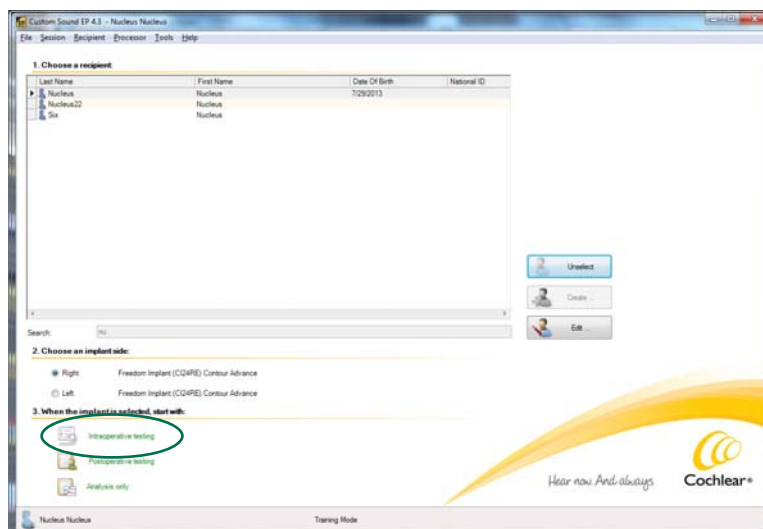 Custom Sound EP 4.3 - Nucleus Nucleus
File Session Recipient Processor Tools Help
1. Choose a recipient
Last Name First Name Date Of Birth National ID
Nucleus Nucleus 7/29/2013
Nucleus22 Nucleus
Six Nucleus
Unselect
Create ...
Edit ...
Search: nu
2. Choose an implant side:
Right Freedom Implant (CI24RE) Contour Advance
Left Freedom Implant (CI24RE) Contour Advance
3. When the implant is selected, start with:
Intraoperative testing
Postoperative testing
Analysis only
Hear now. And always
Cochlear®
Nucleus Nucleus Training Mode